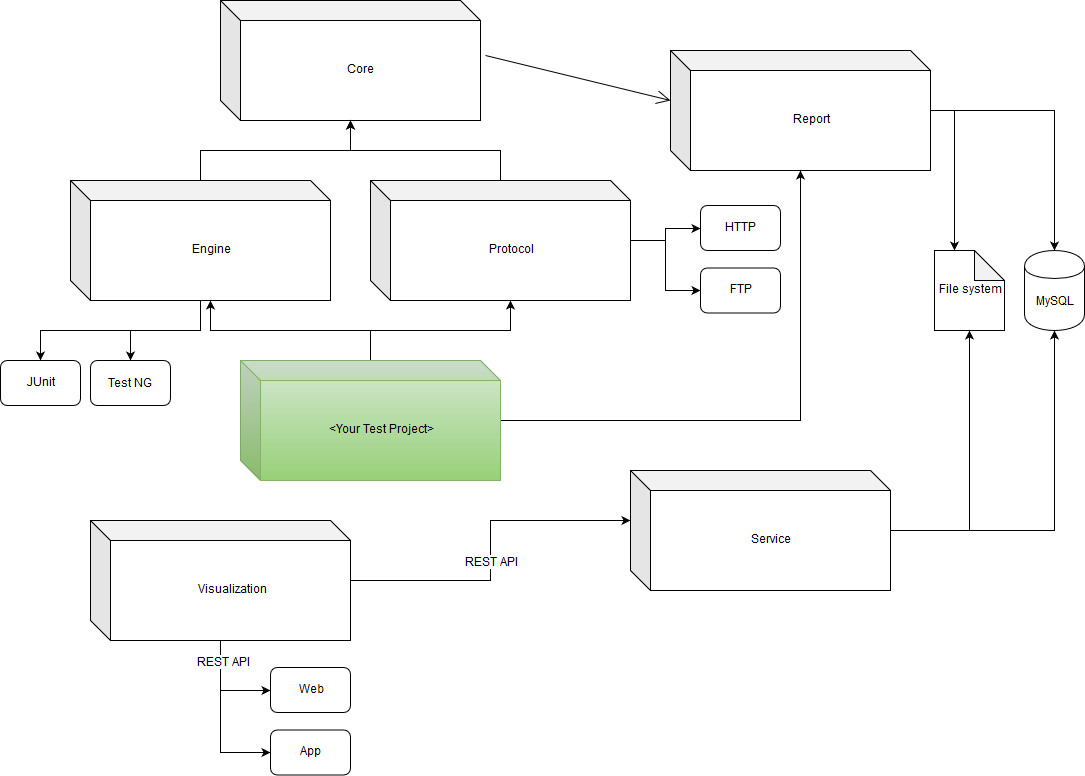 Core
Report
Engine
Protocol
HTTP
FTP
File system
MySQL
JUnit
Test NG
<Your Test Project>
Service
REST API
Visualization
REST API
Web
App